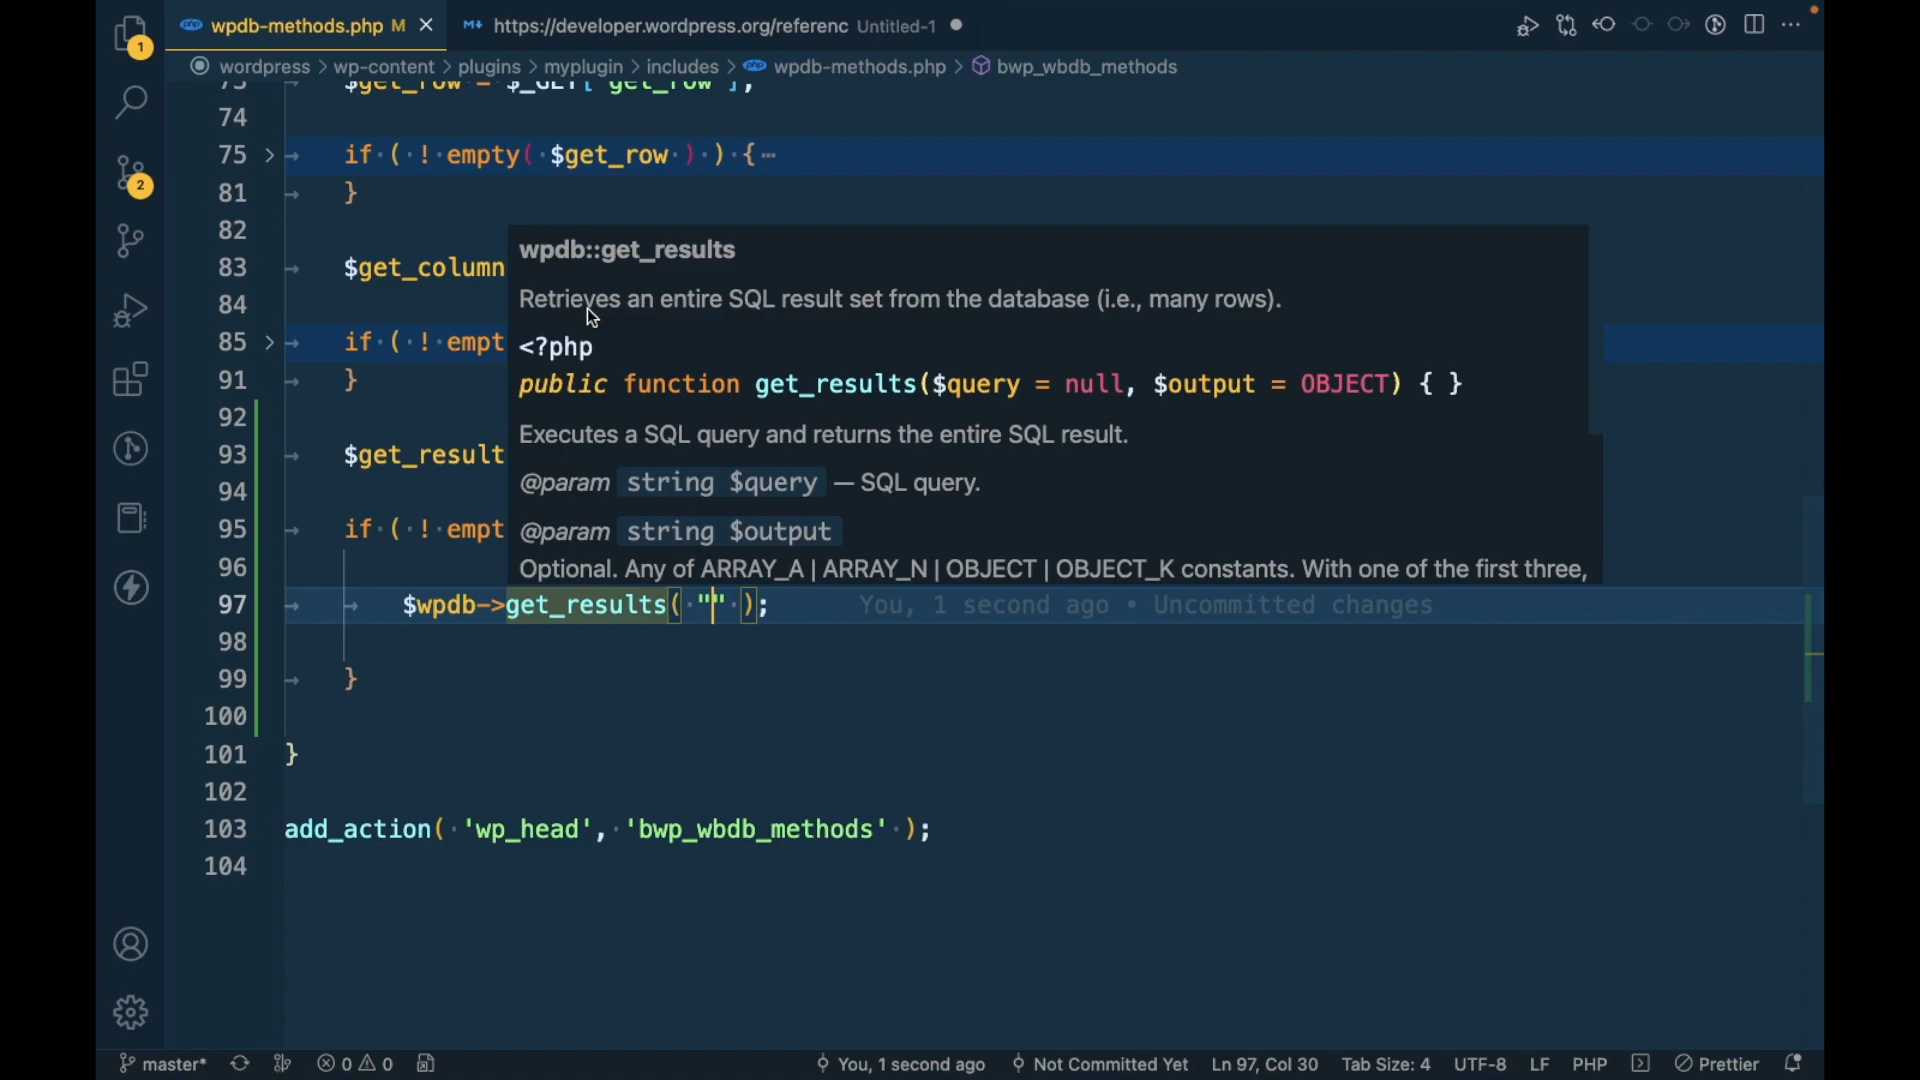 1
2
wpdb-methods.php M
https://developer.wordpress.org/referenc Untitled-1
wordpress > wp-content > plugins > myplugin > includes > wpdb-methods.php > bwp_wbdb_methods
73 $get_row = $_GET['get_row'];
74
75 if ( ! empty( $get_row ) ) { ⋯
81 }
82
83 $get_column
84
85 if ( ! empt
91 }
92
93 $get_result
94
95 if ( ! empt
96
wpdb::get_results
Retrieves an entire SQL result set from the database (i.e., many rows).
<?php
public function get_results($query = null, $output = OBJECT) { }
Executes a SQL query and returns the entire SQL result.
@param string $query — SQL query.
@param string $output
Optional. Any of ARRAY_A | ARRAY_N | OBJECT | OBJECT_K constants. With one of the first three,
97 $wpdb->get_results( "" ); You, 1 second ago • Uncommitted changes
98
99 }
100
101 }
102
103 add_action( 'wp_head', 'bwp_wbdb_methods' );
104
master* 0 0 You, 1 second ago Not Committed Yet Ln 97, Col 30 Tab Size: 4 UTF-8 LF PHP Prettier